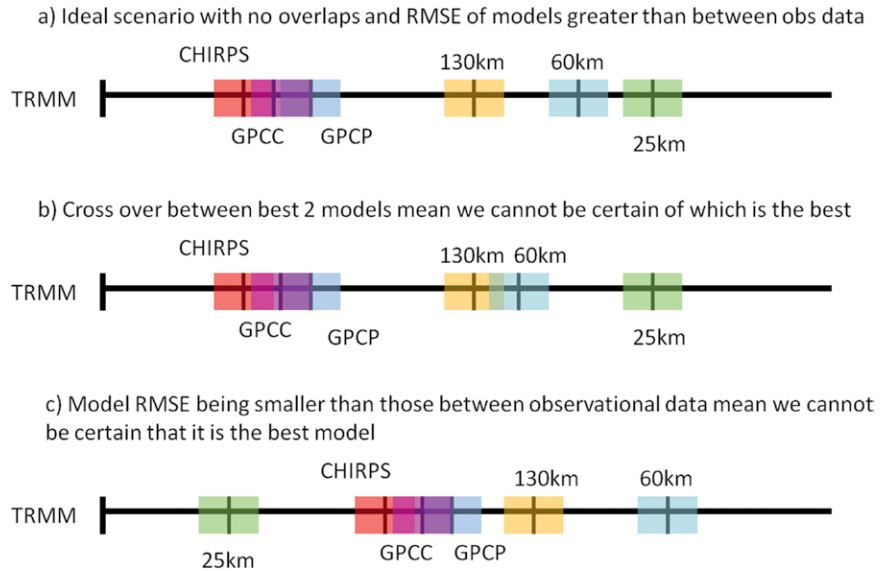 a) Ideal scenario with no overlaps and RMSE of models greater than between obs data
CHIRPS
130km
60km
TRMM
GPCC
GPCP
25km
b) Cross over between best 2 models mean we cannot be certain of which is the best
CHIRPS
130km
60km
TRMM
GPCC
GPCP
25km
c) Model RMSE being smaller than those between observational data mean we cannot
be certain that it is the best model
CHIRPS
130km
60km
TRMM
25km
GPCC
GPCP